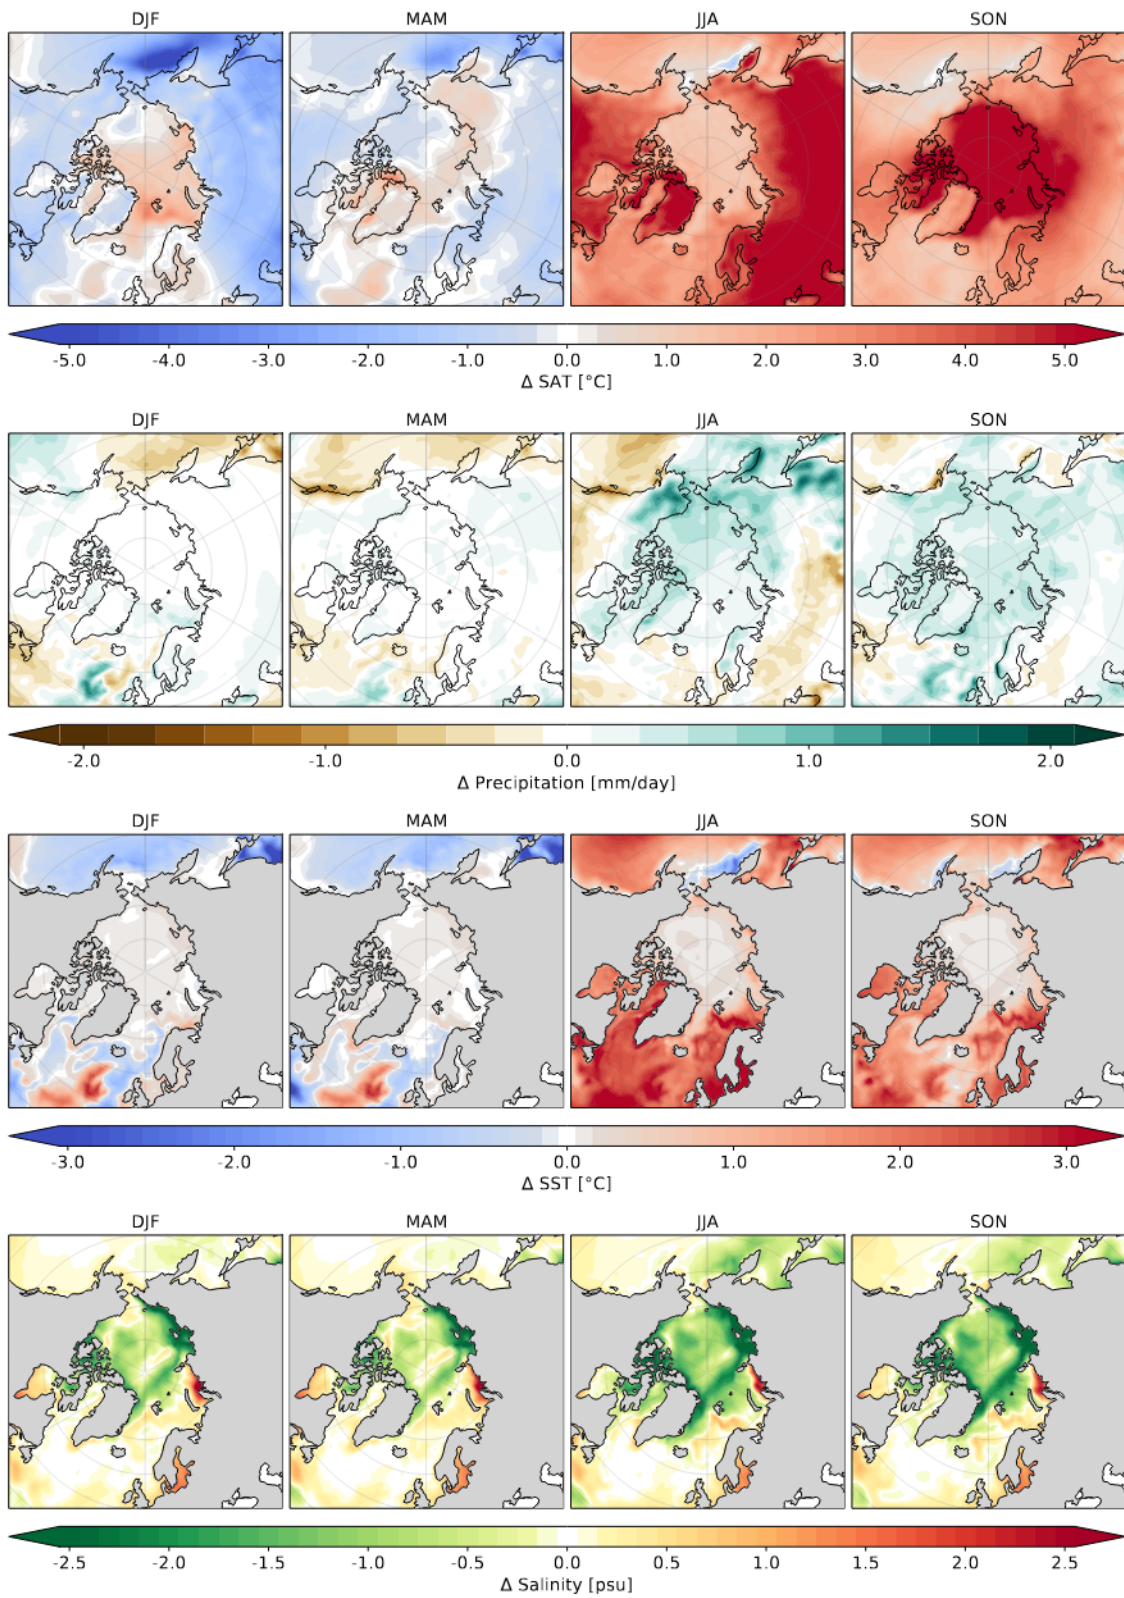 DJF MAM JJA SON
-5.0 -4.0 -3.0 -2.0 -1.0 0.0 1.0 2.0 3.0 4.0 5.0
Δ SAT [°C]
DJF MAM JJA SON
-2.0 -1.0 0.0 1.0 2.0
Δ Precipitation [mm/day]
DJF MAM JJA SON
-3.0 -2.0 -1.0 0.0 1.0 2.0 3.0
Δ SST [°C]
DJF MAM JJA SON
-2.5 -2.0 -1.5 -1.0 -0.5 0.0 0.5 1.0 1.5 2.0 2.5
Δ Salinity [psu]